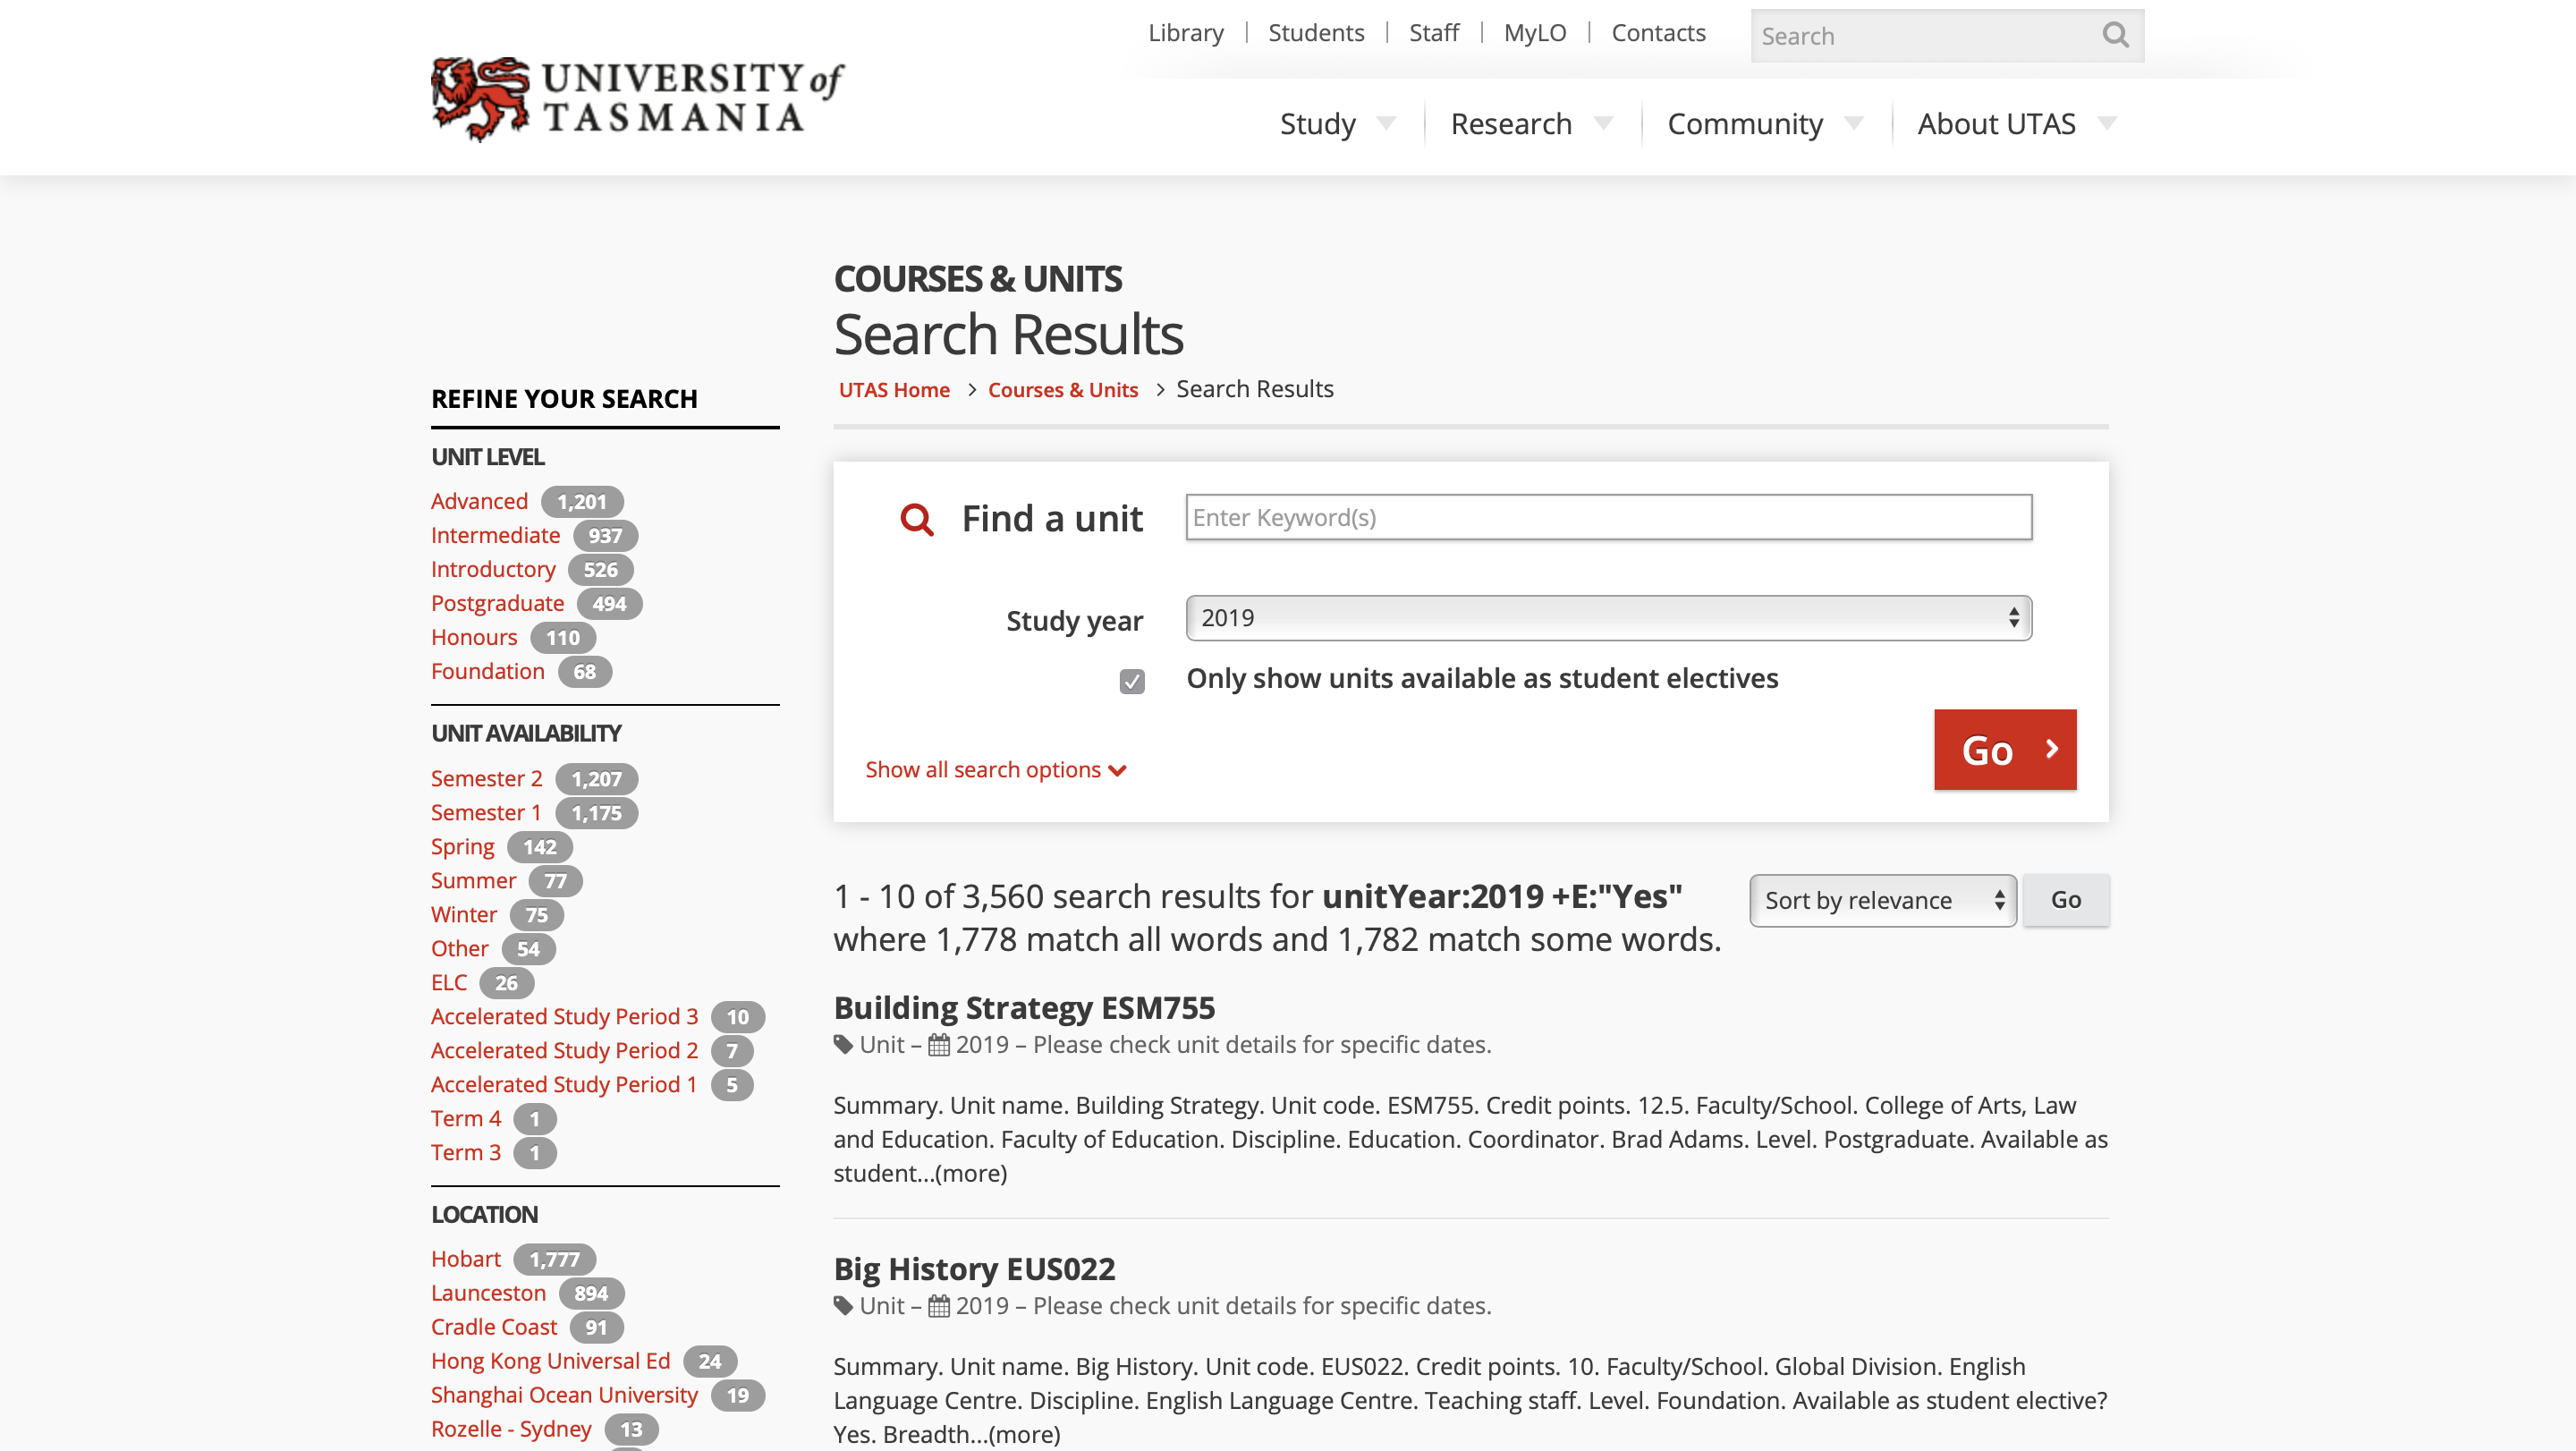 Library
Students
Staff
MyLO
Contacts
Search
UNIVERSITY of
TASMANIA
Study
Research
Community
About UTAS
COURSES & UNITS
Search Results
UTAS Home > Courses & Units > Search Results
REFINE YOUR SEARCH
UNIT LEVEL
Advanced 1,201
Intermediate 937
Introductory 526
Postgraduate 494
Honours 110
Foundation 68
UNIT AVAILABILITY
Semester 2 1,207
Semester 1 1,175
Spring 142
Summer 77
Winter 75
Other 54
ELC 26
Accelerated Study Period 3 10
Accelerated Study Period 2 7
Accelerated Study Period 1 5
Term 4 1
Term 3 1
LOCATION
Hobart 1,777
Launceston 894
Cradle Coast 91
Hong Kong Universal Ed 24
Shanghai Ocean University 19
Rozelle - Sydney 13
Find a unit
Enter Keyword(s)
Study year
2019
Only show units available as student electives
Show all search options
Go
1 - 10 of 3,560 search results for unitYear:2019 +E:"Yes"
where 1,778 match all words and 1,782 match some words.
Sort by relevance
Go
Building Strategy ESM755
Unit – 2019 – Please check unit details for specific dates.
Summary. Unit name. Building Strategy. Unit code. ESM755. Credit points. 12.5. Faculty/School. College of Arts, Law
and Education. Faculty of Education. Discipline. Education. Coordinator. Brad Adams. Level. Postgraduate. Available as
student...(more)
Big History EUS022
Unit – 2019 – Please check unit details for specific dates.
Summary. Unit name. Big History. Unit code. EUS022. Credit points. 10. Faculty/School. Global Division. English
Language Centre. Discipline. English Language Centre. Teaching staff. Level. Foundation. Available as student elective?
Yes. Breadth...(more)